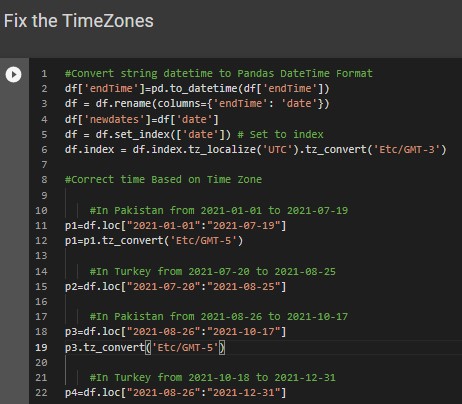 Fix the TimeZones
1 #Convert string datetime to Pandas DateTime Format
2 df['endTime']=pd.to_datetime(df['endTime'])
3 df = df.rename(columns={'endTime': 'date'})
4 df['newdates']=df['date']
5 df = df.set_index(['date']) # Set to index
6 df.index = df.index.tz_localize('UTC').tz_convert('Etc/GMT-3')
7
8 #Correct time Based on Time Zone
9
10 #In Pakistan from 2021-01-01 to 2021-07-19
11 p1=df.loc["2021-01-01":"2021-07-19"]
12 p1=p1.tz_convert('Etc/GMT-5')
13
14 #In Turkey from 2021-07-20 to 2021-08-25
15 p2=df.loc["2021-07-20":"2021-08-25"]
16
17 #In Pakistan from 2021-08-26 to 2021-10-17
18 p3=df.loc["2021-08-26":"2021-10-17"]
19 p3.tz_convert('Etc/GMT-5')
20
21 #In Turkey from 2021-10-18 to 2021-12-31
22 p4=df.loc["2021-08-26":"2021-12-31"]